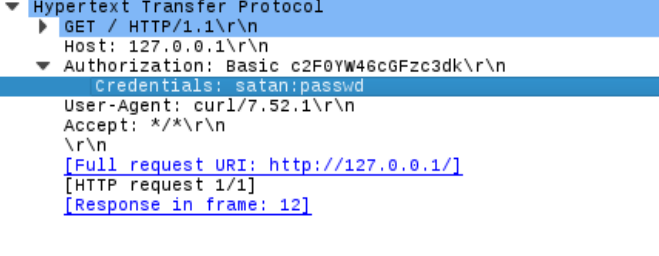 Hypertext Transfer Protocol
GET / HTTP/1.1\r\n
Host: 127.0.0.1\r\n
Authorization: Basic c2F0YW46cGFzc3dk\r\n
Credentials: satan:passwd
User-Agent: curl/7.52.1\r\n
Accept: */*\r\n
\r\n
[Full request URI: http://127.0.0.1/]
[HTTP request 1/1]
[Response in frame: 12]